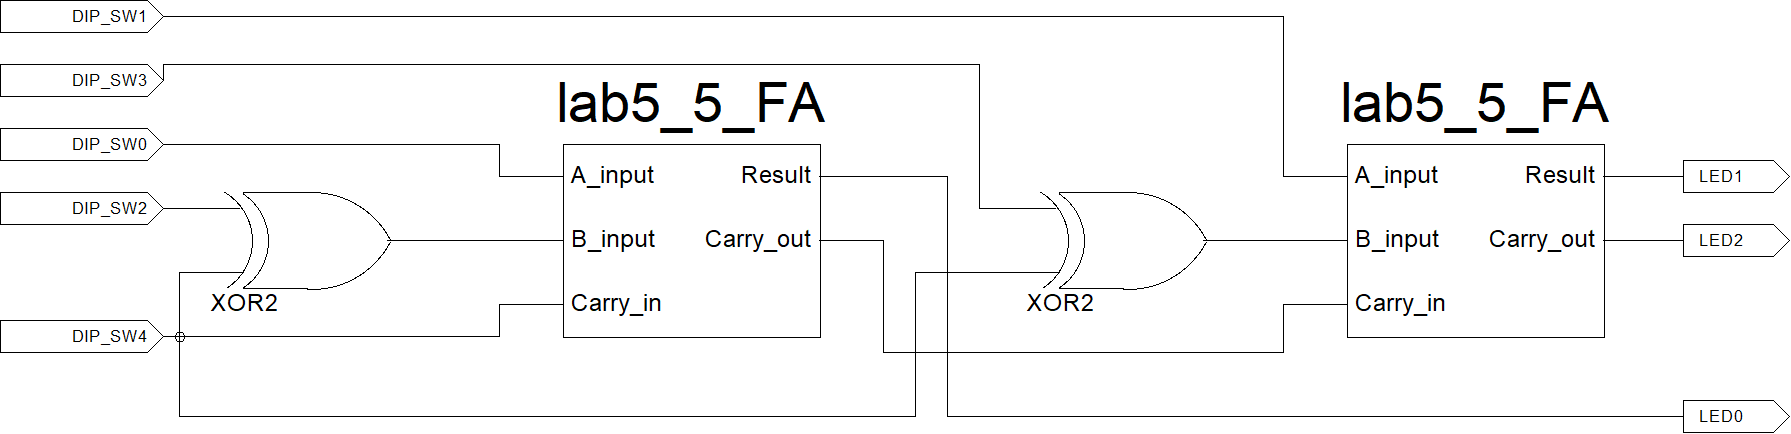 DIP_SW1
DIP_SW3
lab5_5_FA
lab5_5_FA
DIP_SW0
A_input
Result
A_input
Result
LED1
DIP_SW2
B_input
Carry_out
B_input
Carry_out
LED2
XOR2
Carry_in
XOR2
Carry_in
DIP_SW4
LED0